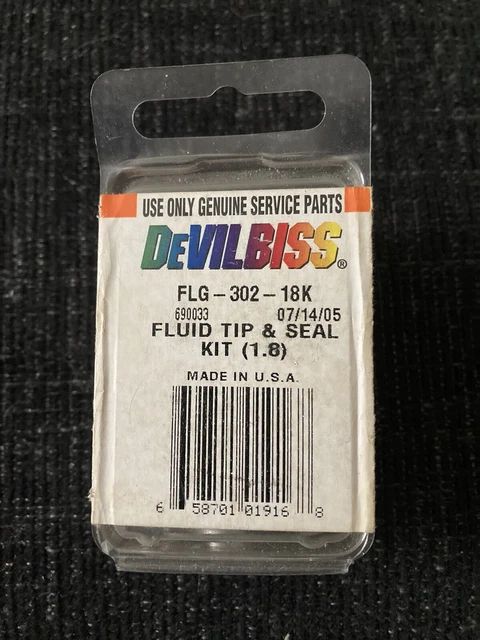 USE ONLY GENUINE SERVICE PARTS
DEVILBISS®
FLG-302-18K
690033 07/14/05
FLUID TIP & SEAL
KIT (1.8)
MADE IN U.S.A.
6 58701 01916 8